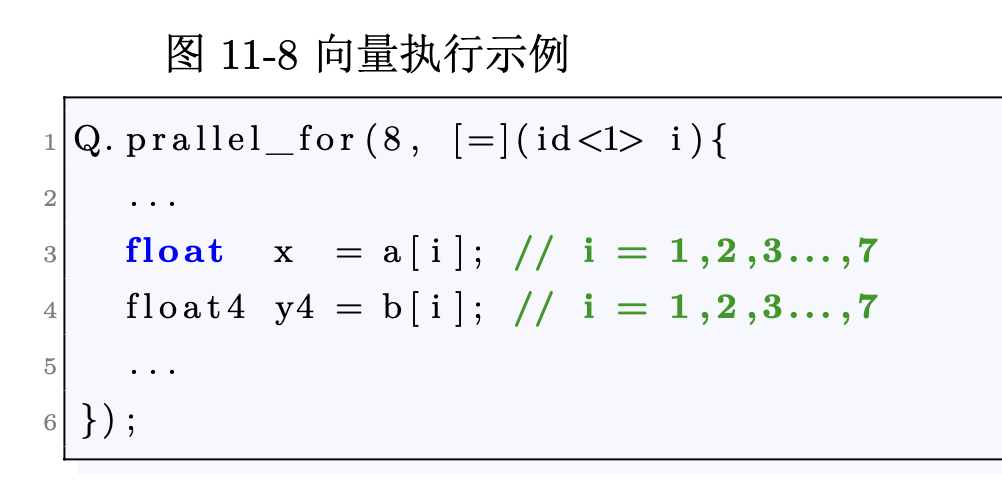 图 11-8 向量执行示例
1 Q.prallel_for(8, [=](id<1> i){
2 ...
3 float x = a[i]; // i = 1,2,3...,7
4 float4 y4 = b[i]; // i = 1,2,3...,7
5 ...
6 });